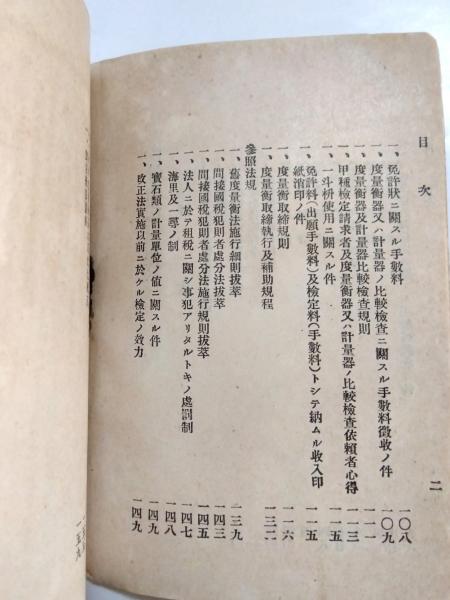 目次
一、免許狀ニ關スル手數料 一〇八
一、度量衡器又ハ計量器ノ比較檢査ニ關スル手數料徵收ノ件 一〇九
一、度量衡器及計量器比較檢査規則 一一一
一、甲種檢定請求者及度量衡器又ハ計量器ノ比較檢査依賴者心得 一一三
一、一斗枡使用ニ關スル件 一一五
一、免許料(出願手數料)及檢定料(手數料)トシテ納ムル收入印
紙消印ノ件 一一五
一、度量衡取締規則 一一六
一、度量衡取締執行及補助規程 一三二
參照法規
一、舊度量衡法施行細則拔萃 一三九
一、間接國稅犯則者處分法拔萃 一四三
一、間接國稅犯則者處分法施行規則拔萃 一四五
一、法人ニ於テ租稅ニ關シ事犯アリタルトキノ處罰制 一四七
一、海里及一尋ノ制 一四八
一、寶石類ノ計量單位ノ値ニ關スル件 一四九
一、改正法實施以前ニ於ケル檢定ノ效力 一四九
二